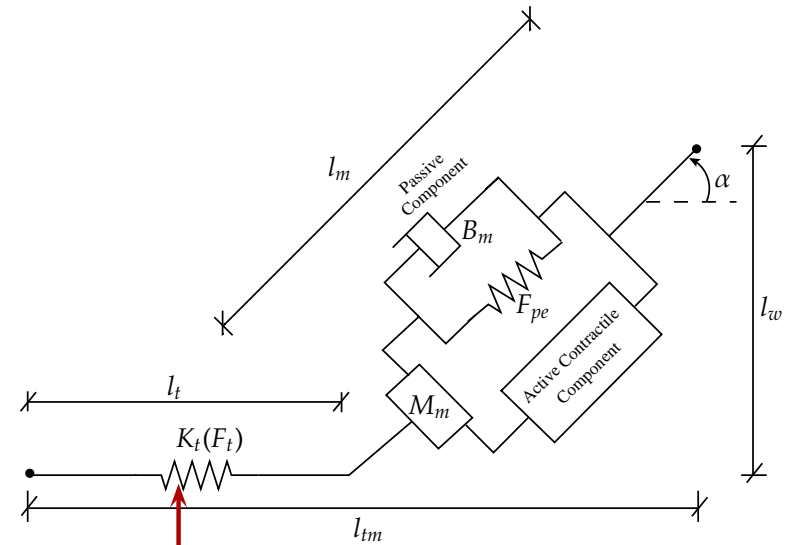 l_m
Passive
Component
B_m
α
F_pe
l_w
Active Contractile
Component
l_t
M_m
K_t(F_t)
l_tm